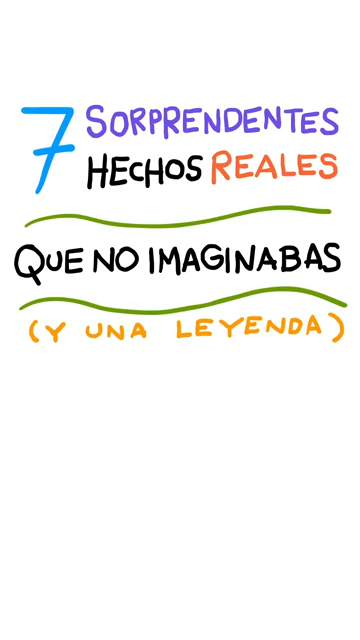 7 SORPRENDENTES
HECHOS REALES
QUE NO IMAGINABAS
(Y UNA LEYENDA)